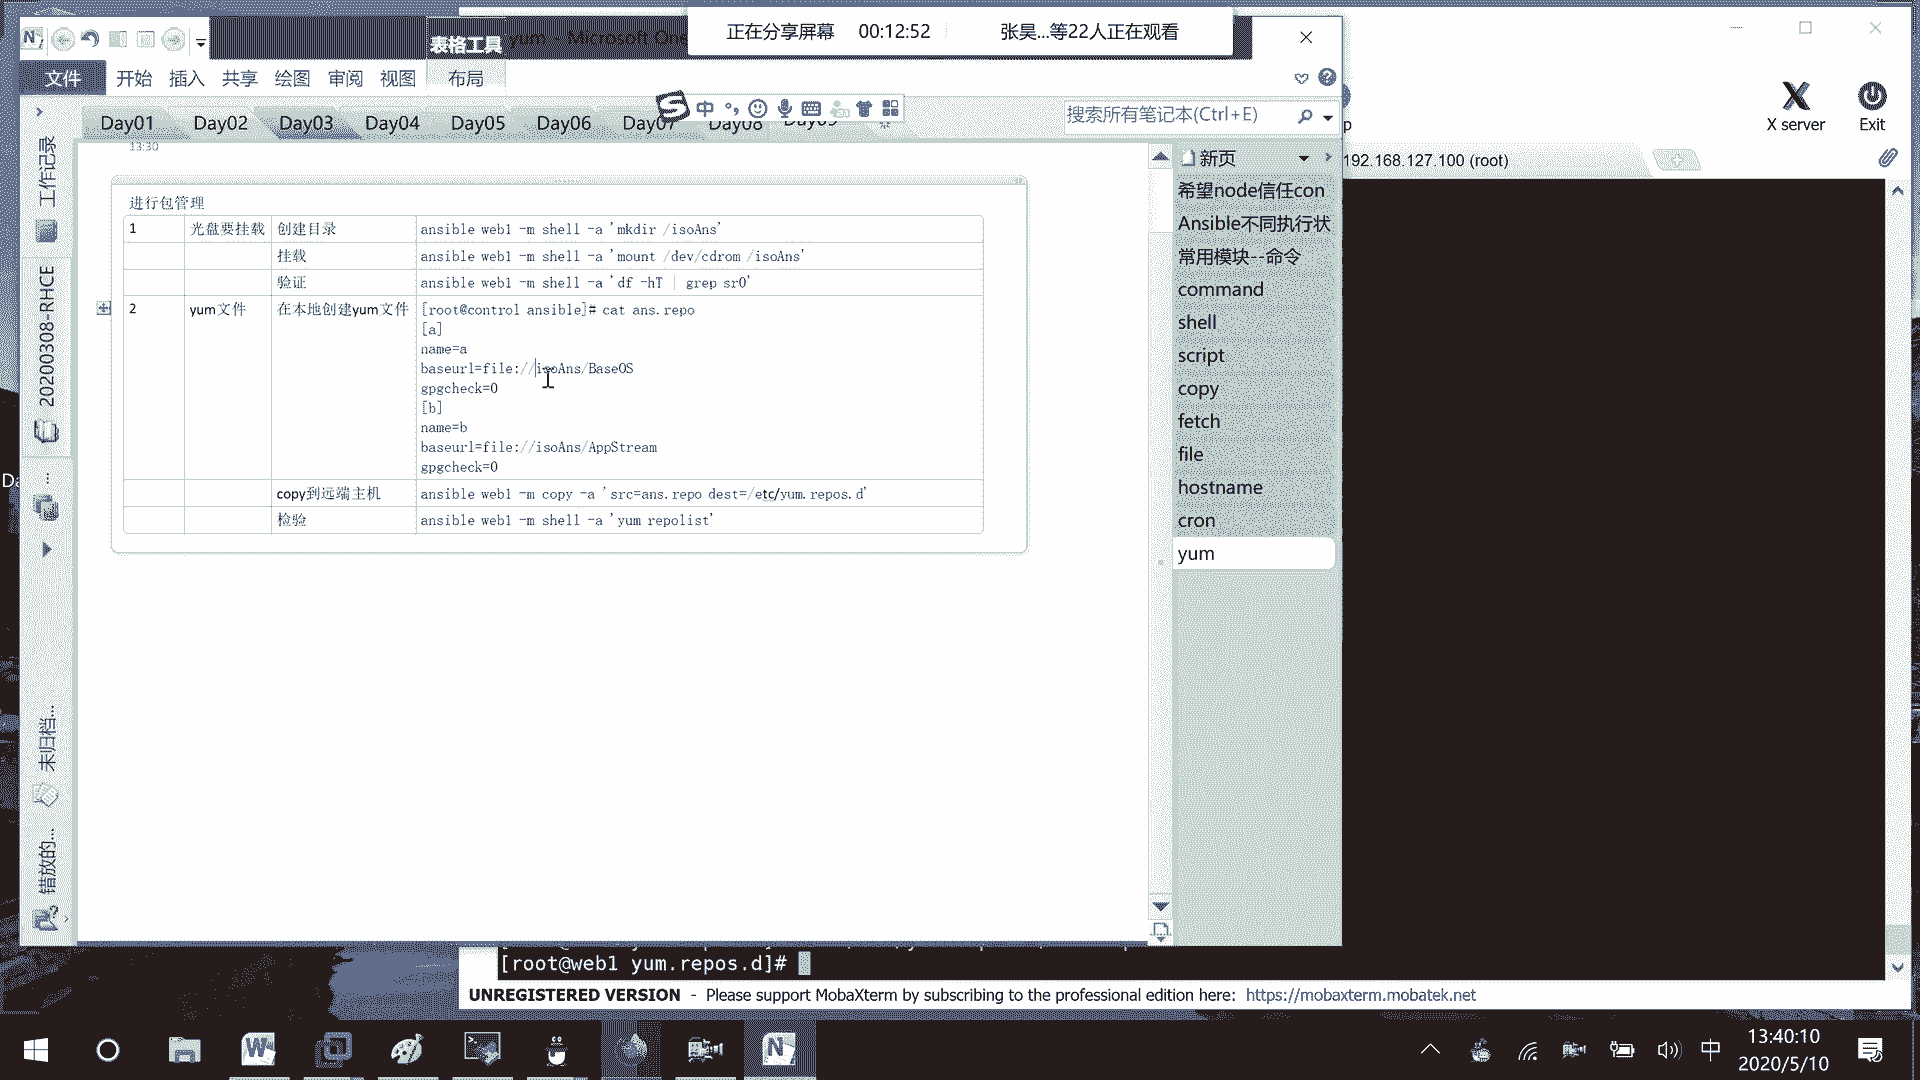 正在分享屏幕 00:12:52 张昊...等22人正在观看
表格工具 yum - Microsoft On
文件 开始 插入 共享 绘图 审阅 视图 布局
中
Day01 Day02 Day03 Day04 Day05 Day06 Day07 Day08 Day09
搜索所有笔记本(Ctrl+E)
X server Exit
192.168.127.100 (root)
13:30
进行包管理
1 光盘要挂载 创建目录 ansible web1 -m shell -a 'mkdir /isoAns'
挂载 ansible web1 -m shell -a 'mount /dev/cdrom /isoAns'
验证 ansible web1 -m shell -a 'df -hT | grep sr0'
2 yum文件 在本地创建yum文件 [root@control ansible]# cat ans.repo
[a]
name=a
baseurl=file://isoAns/BaseOS
gpgcheck=0
[b]
name=b
baseurl=file://isoAns/AppStream
gpgcheck=0
copy到远端主机 ansible web1 -m copy -a 'src=ans.repo dest=/etc/yum.repos.d'
检验 ansible web1 -m shell -a 'yum repolist'
新页
希望node信任con
Ansible不同执行状
常用模块--命令
command
shell
script
copy
fetch
file
hostname
cron
yum
工作记录
20200308-RHCE
未归档...
错放的...
[root@web1 yum.repos.d]#
UNREGISTERED VERSION - Please support MobaXterm by subscribing to the professional edition here: https://mobaxterm.mobatek.net
中 13:40:10
2020/5/10